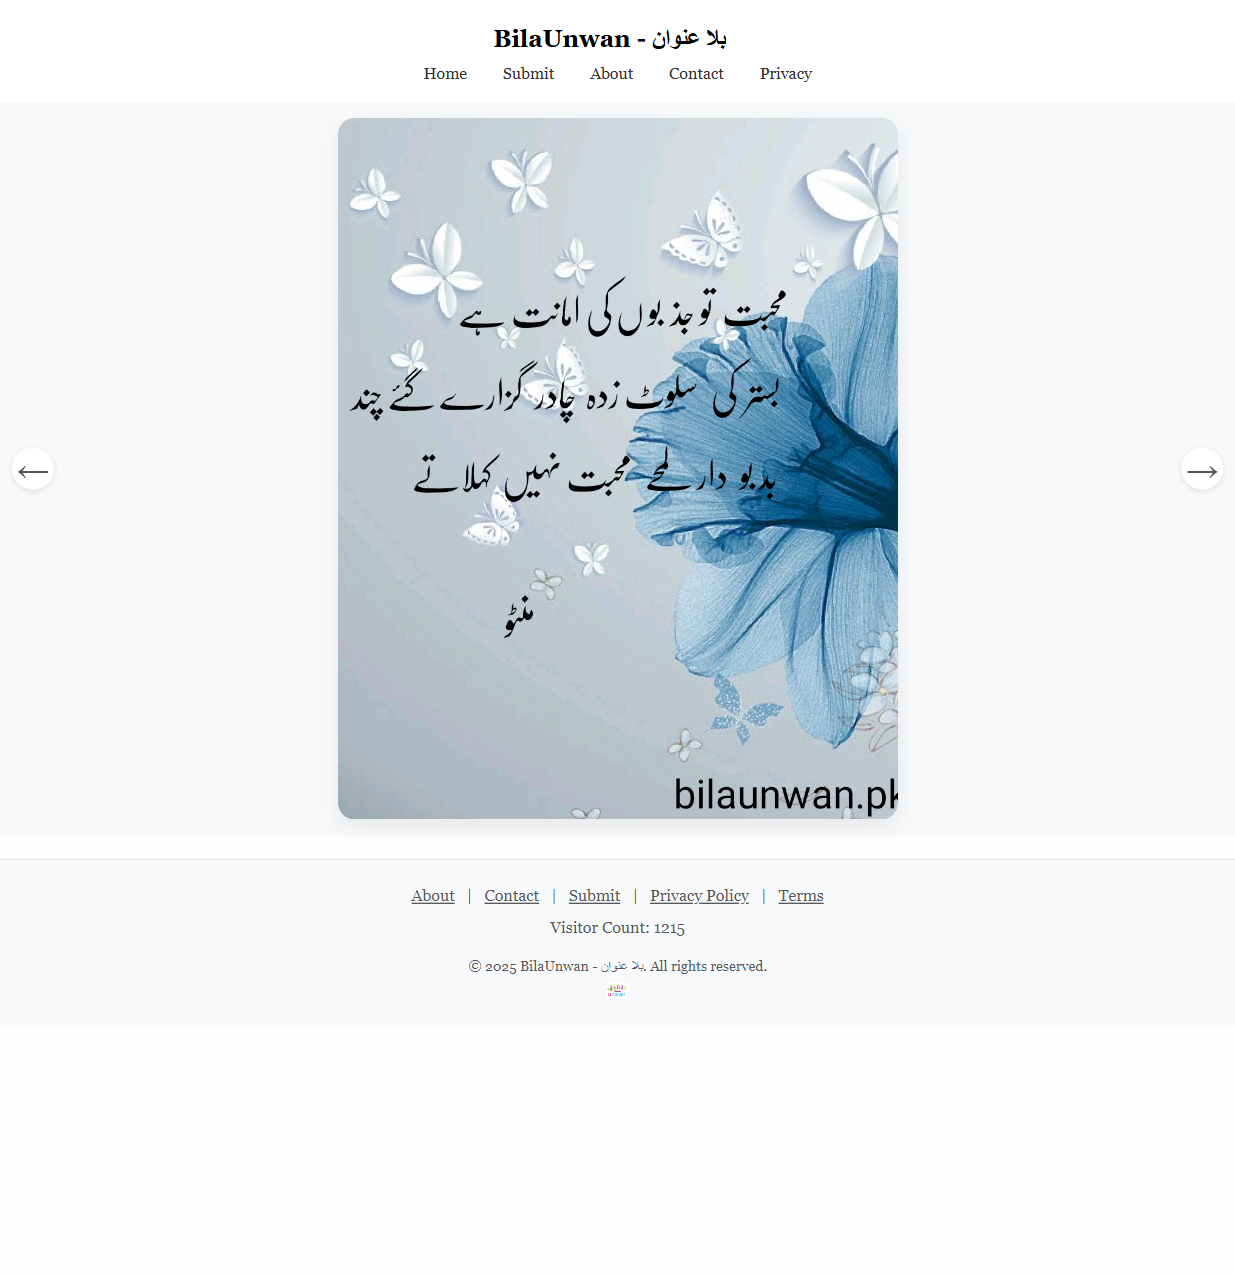 BilaUnwan - بلا عنوان
Home Submit About Contact Privacy
محبت تو جذبوں کی امانت ہے
بستر کی سلوٹ زدہ چادر گزارے گئے چند
بدبو دار لمحے محبت نہیں کہلاتے
منٹو
bilaunwan.pk
← →
About | Contact | Submit | Privacy Policy | Terms
Visitor Count: 1215
© 2025 BilaUnwan - بلا عنوان. All rights reserved.